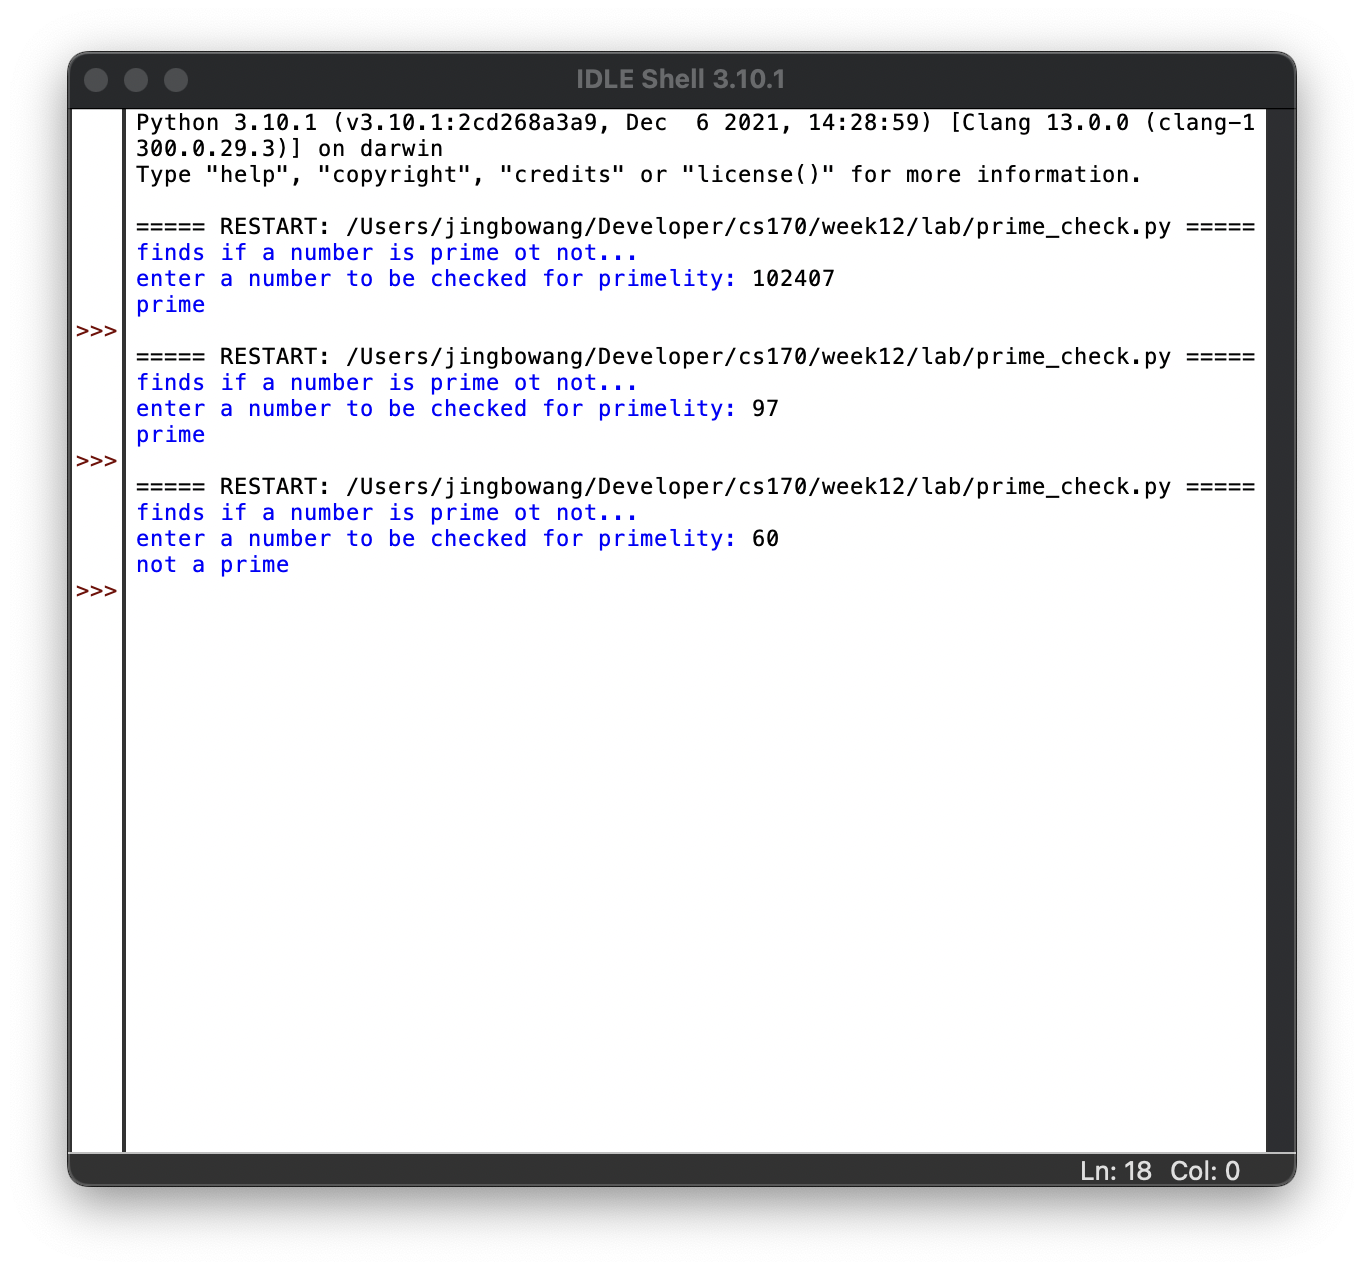 IDLE Shell 3.10.1
Python 3.10.1 (v3.10.1:2cd268a3a9, Dec  6 2021, 14:28:59) [Clang 13.0.0 (clang-1
300.0.29.3)] on darwin
Type "help", "copyright", "credits" or "license()" for more information.
===== RESTART: /Users/jingbowang/Developer/cs170/week12/lab/prime_check.py =====
finds if a number is prime ot not...
enter a number to be checked for primelity: 102407
prime
>>>
===== RESTART: /Users/jingbowang/Developer/cs170/week12/lab/prime_check.py =====
finds if a number is prime ot not...
enter a number to be checked for primelity: 97
prime
>>>
===== RESTART: /Users/jingbowang/Developer/cs170/week12/lab/prime_check.py =====
finds if a number is prime ot not...
enter a number to be checked for primelity: 60
not a prime
>>>
Ln: 18 Col: 0